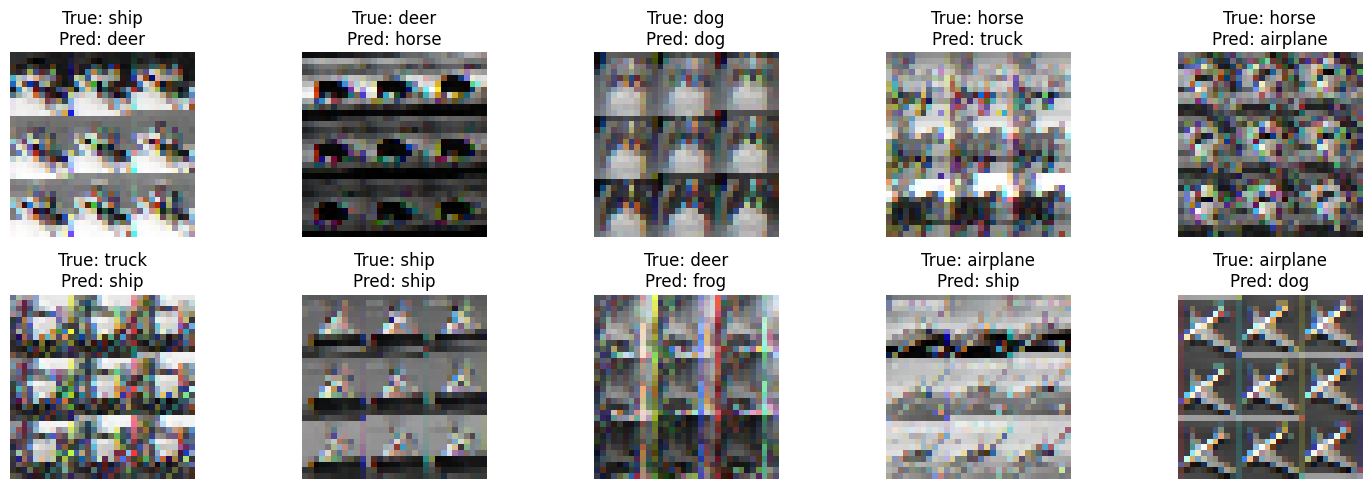 True: ship
Pred: deer
True: deer
Pred: horse
True: dog
Pred: dog
True: horse
Pred: truck
True: horse
Pred: airplane
True: truck
Pred: ship
True: ship
Pred: ship
True: deer
Pred: frog
True: airplane
Pred: ship
True: airplane
Pred: dog